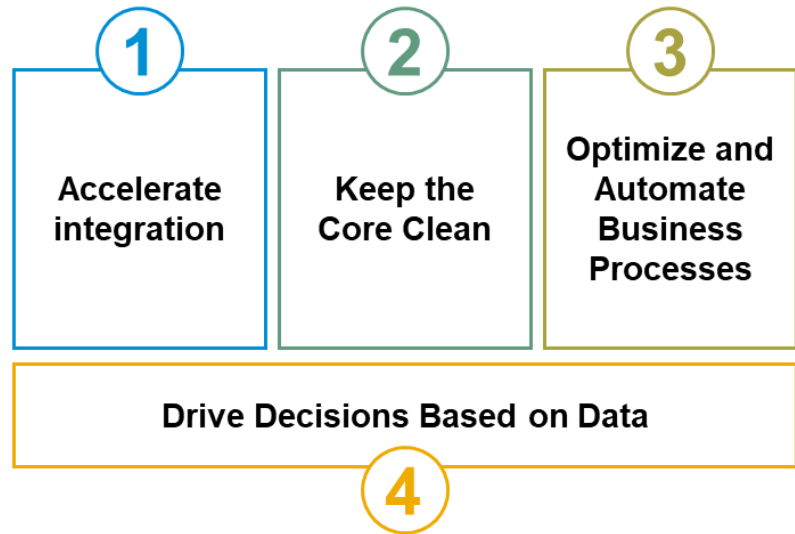 1
Accelerate
integration
2
Keep the
Core Clean
3
Optimize and
Automate
Business
Processes
Drive Decisions Based on Data
4